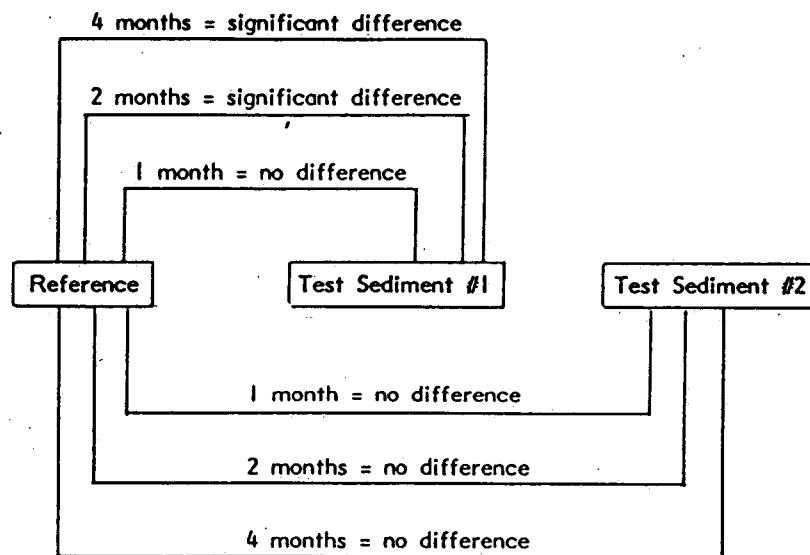 4 months = significant difference
2 months = significant difference
1 month = no difference
Reference
Test Sediment #1
Test Sediment #2
1 month = no difference
2 months = no difference
4 months = no difference